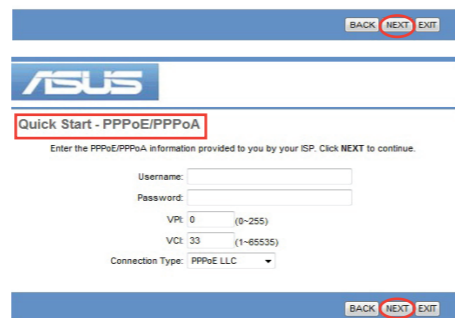 BACK NEXT EXIT
ASUS
Quick Start - PPPoE/PPPoA
Enter the PPPoE/PPPoA information provided to you by your ISP. Click NEXT to continue.
Username:
Password:
VPI: 0 (0~255)
VCI: 33 (1~65535)
Connection Type: PPPoE LLC
BACK NEXT EXIT